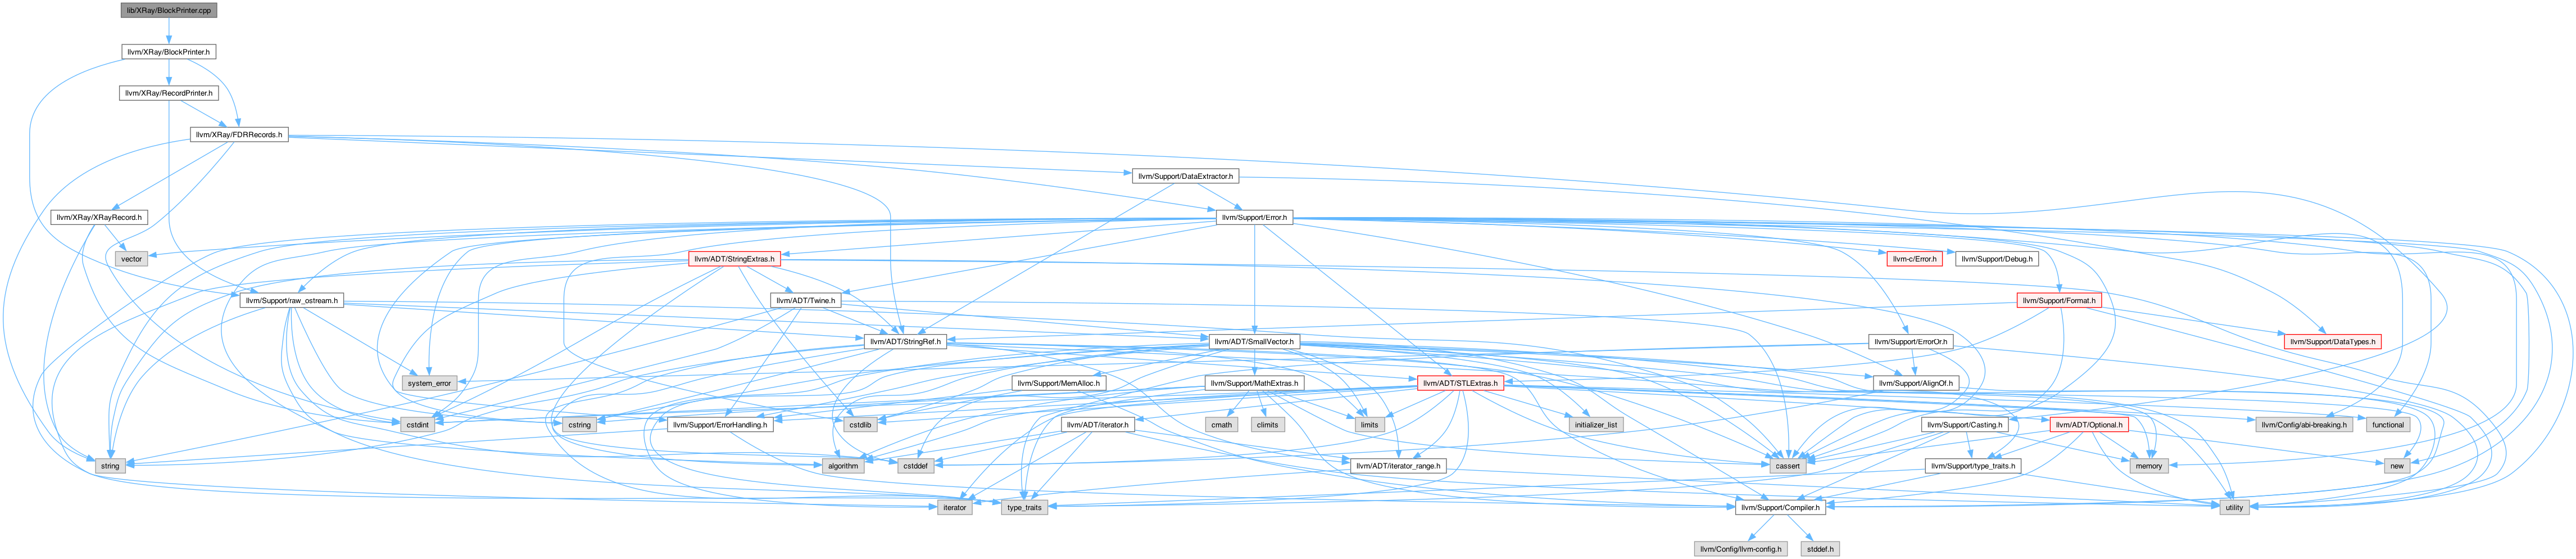 lib/XRay/BlockPrinter.cpp
llvm/XRay/BlockPrinter.h
llvm/XRay/RecordPrinter.h
llvm/XRay/FDRRecords.h
llvm/Support/DataExtractor.h
llvm/XRay/XRayRecord.h
llvm/Support/Error.h
vector
llvm/ADT/StringExtras.h
llvm-c/Error.h
llvm/Support/Debug.h
llvm/Support/raw_ostream.h
llvm/ADT/Twine.h
llvm/Support/Format.h
llvm/ADT/StringRef.h
llvm/ADT/SmallVector.h
llvm/Support/ErrorOr.h
llvm/Support/DataTypes.h
system_error
llvm/Support/MemAlloc.h
llvm/Support/MathExtras.h
llvm/ADT/STLExtras.h
llvm/Support/AlignOf.h
cstdint
cstring
llvm/Support/ErrorHandling.h
cstdlib
llvm/ADT/iterator.h
cmath
climits
limits
initializer_list
llvm/Support/Casting.h
llvm/ADT/Optional.h
llvm/Config/abi-breaking.h
functional
string
algorithm
cstddef
llvm/ADT/iterator_range.h
cassert
llvm/Support/type_traits.h
memory
new
iterator
type_traits
llvm/Support/Compiler.h
utility
llvm/Config/llvm-config.h
stddef.h